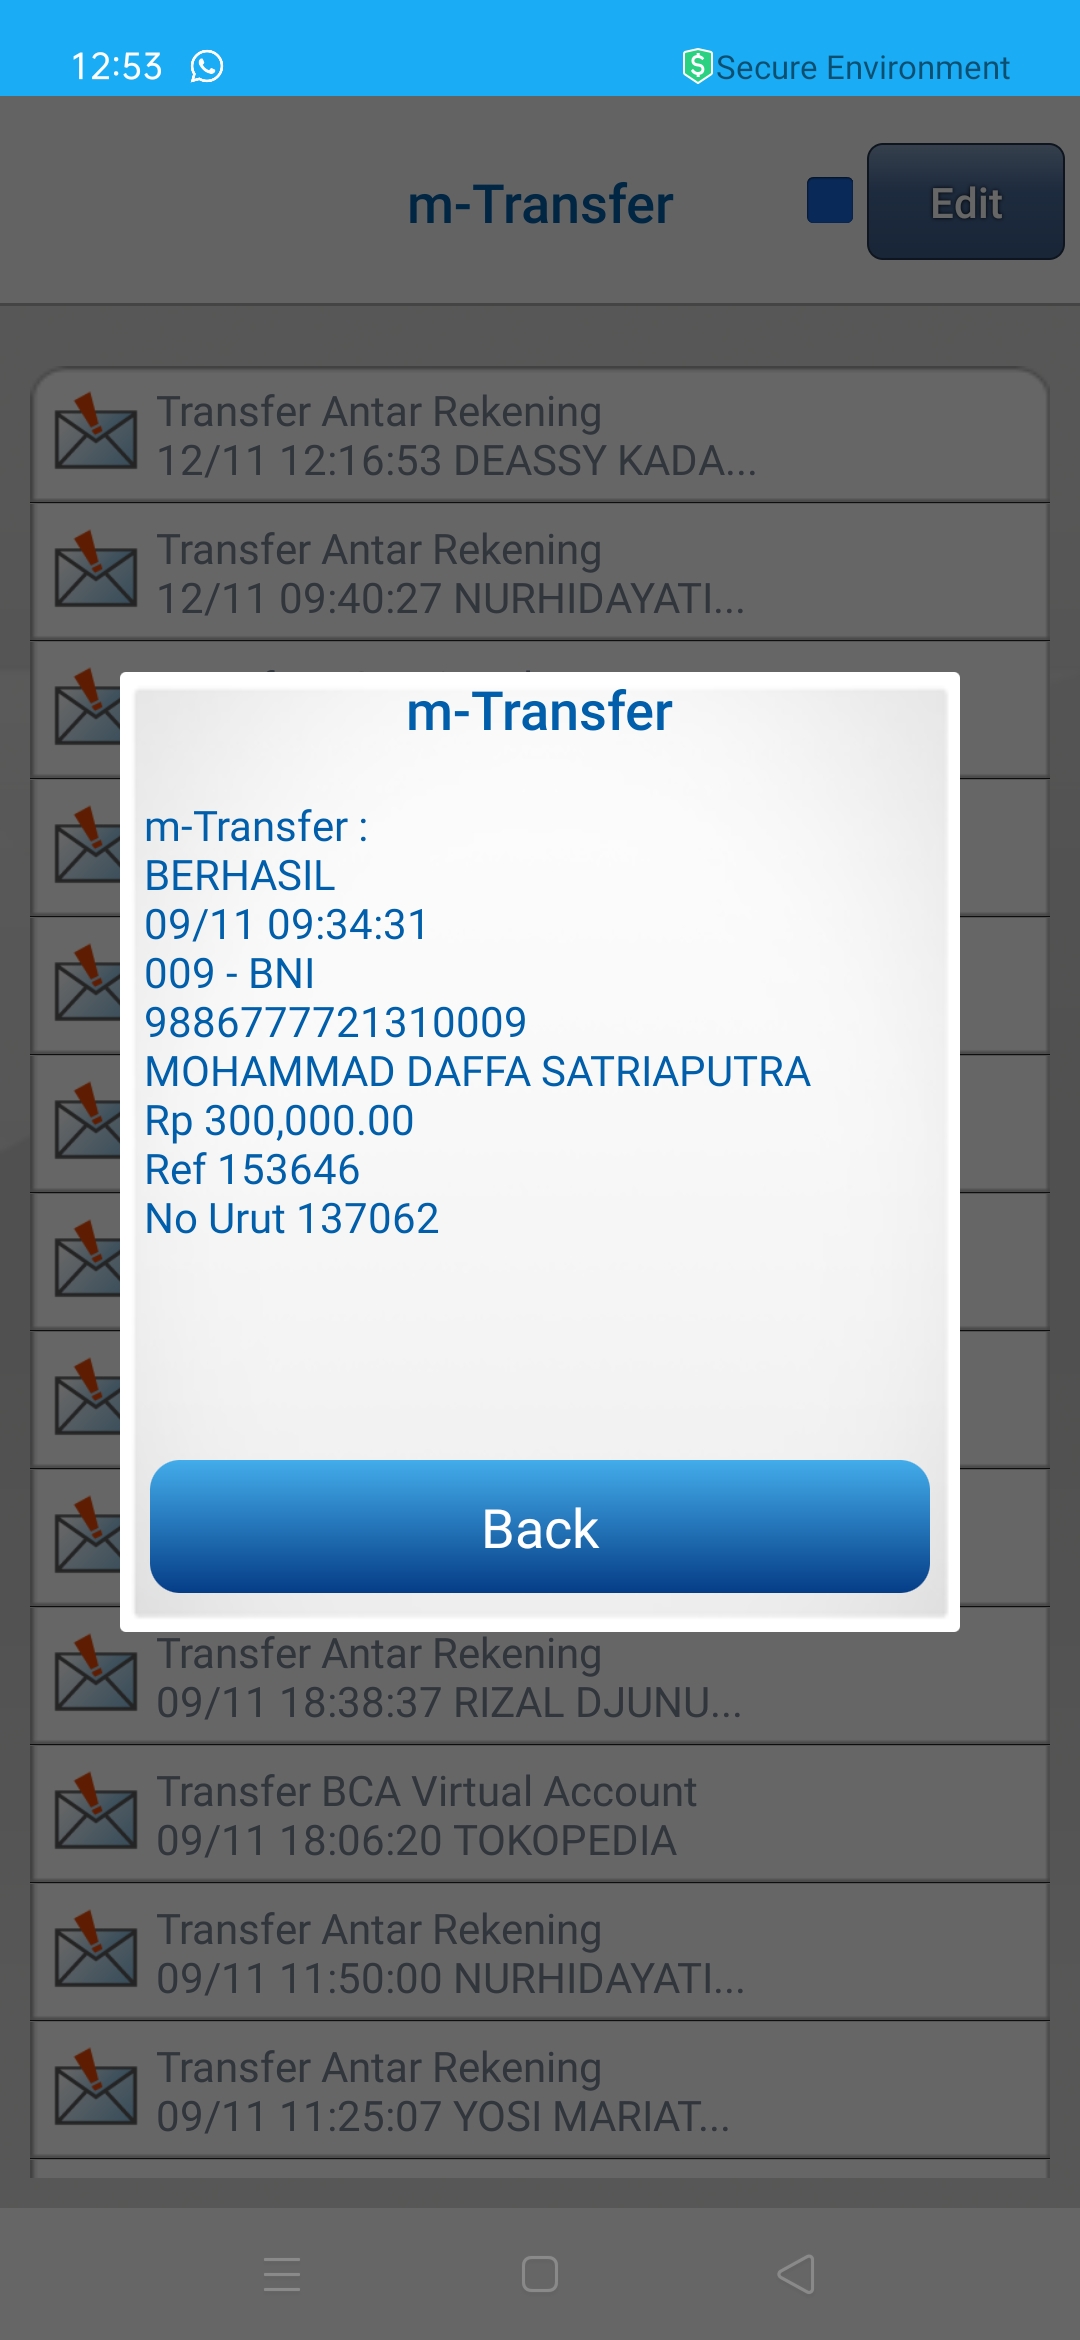 12:53
Secure Environment
m-Transfer
Edit
Transfer Antar Rekening
12/11 12:16:53 DEASSY KADA...
Transfer Antar Rekening
12/11 09:40:27 NURHIDAYATI...
m-Transfer
m-Transfer :
BERHASIL
09/11 09:34:31
009 - BNI
9886777721310009
MOHAMMAD DAFFA SATRIAPUTRA
Rp 300,000.00
Ref 153646
No Urut 137062
Back
Transfer Antar Rekening
09/11 18:38:37 RIZAL DJUNU...
Transfer BCA Virtual Account
09/11 18:06:20 TOKOPEDIA
Transfer Antar Rekening
09/11 11:50:00 NURHIDAYATI...
Transfer Antar Rekening
09/11 11:25:07 YOSI MARIAT...